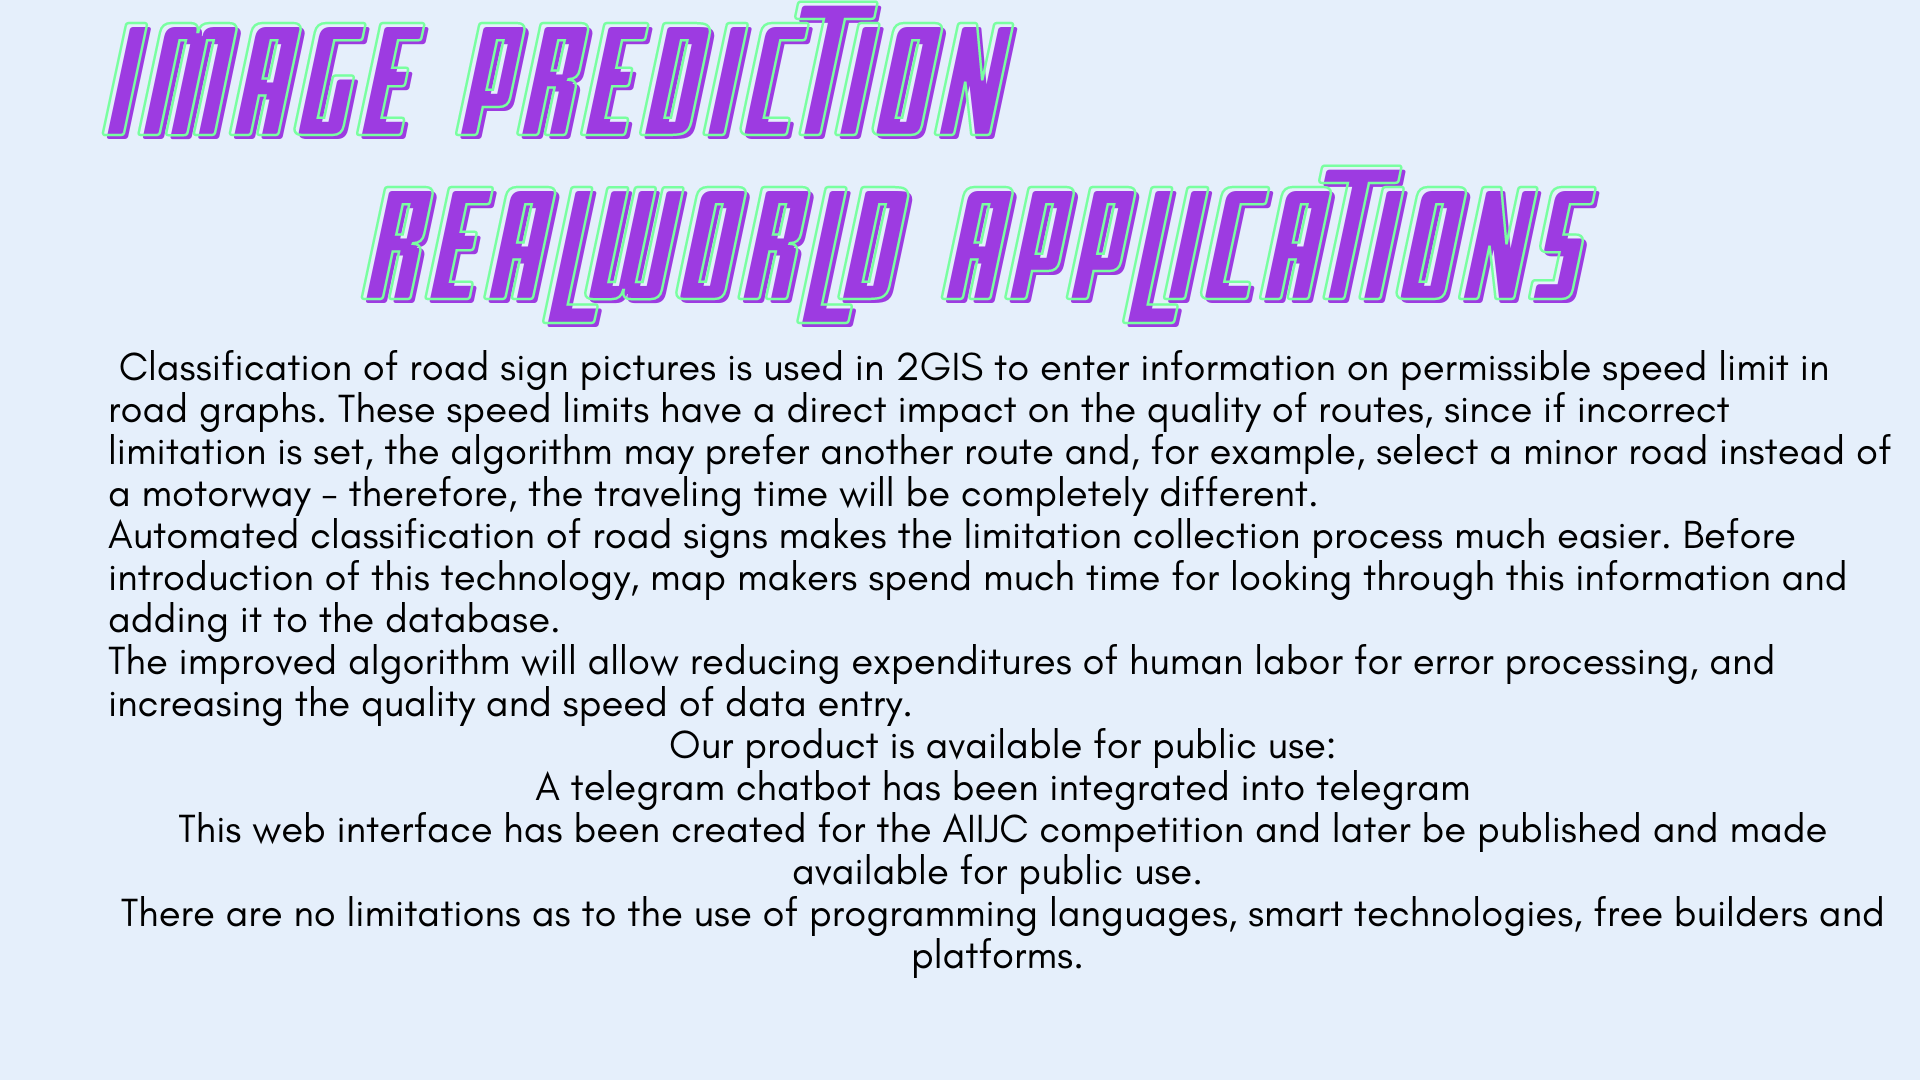 IMAGE PREDICTION
REALWORLD APPLICATIONS
Classification of road sign pictures is used in 2GIS to enter information on permissible speed limit in
road graphs. These speed limits have a direct impact on the quality of routes, since if incorrect
limitation is set, the algorithm may prefer another route and, for example, select a minor road instead of
a motorway – therefore, the traveling time will be completely different.
Automated classification of road signs makes the limitation collection process much easier. Before
introduction of this technology, map makers spend much time for looking through this information and
adding it to the database.
The improved algorithm will allow reducing expenditures of human labor for error processing, and
increasing the quality and speed of data entry.
Our product is available for public use:
A telegram chatbot has been integrated into telegram
This web interface has been created for the AIIJC competition and later be published and made
available for public use.
There are no limitations as to the use of programming languages, smart technologies, free builders and
platforms.